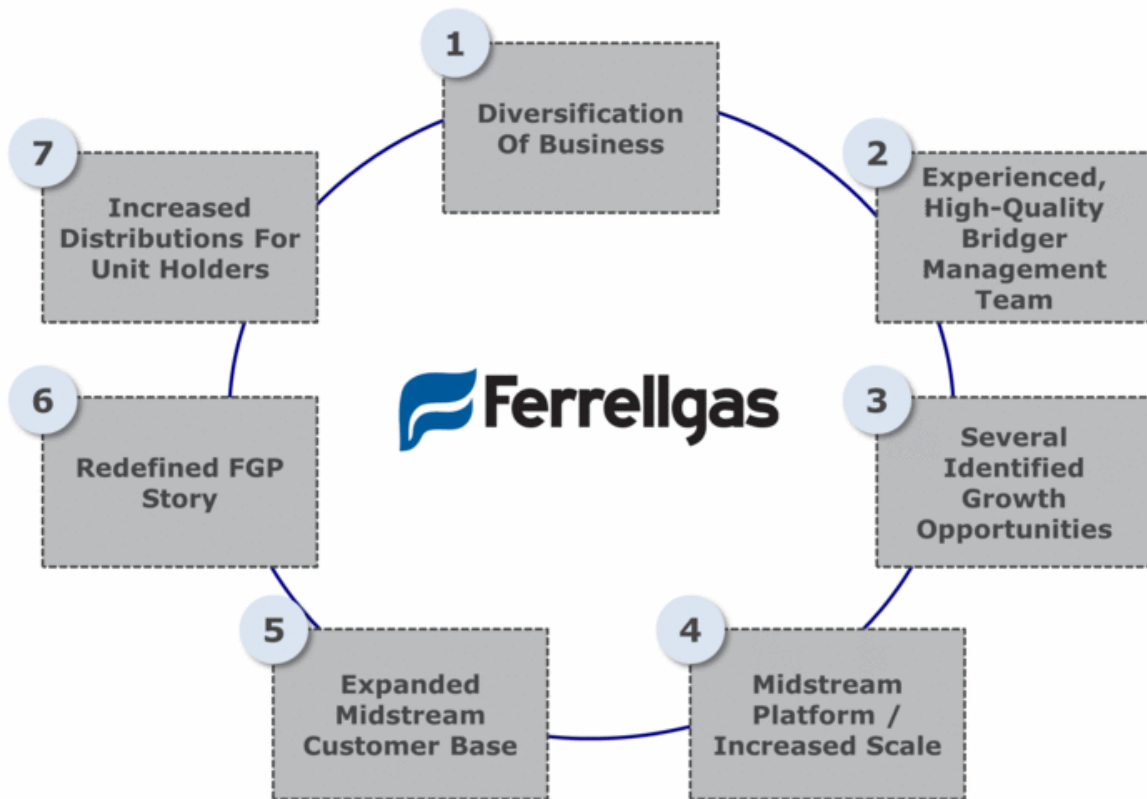 1
Diversification
Of Business
2
Experienced,
High-Quality
Bridger
Management
Team
3
Several
Identified
Growth
Opportunities
4
Midstream
Platform /
Increased Scale
5
Expanded
Midstream
Customer Base
6
Redefined FGP
Story
7
Increased
Distributions For
Unit Holders
Ferrellgas